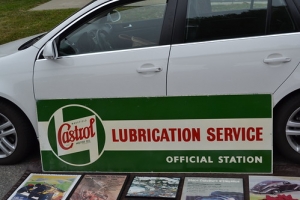 Castrol
LUBRICATION SERVICE
OFFICIAL STATION